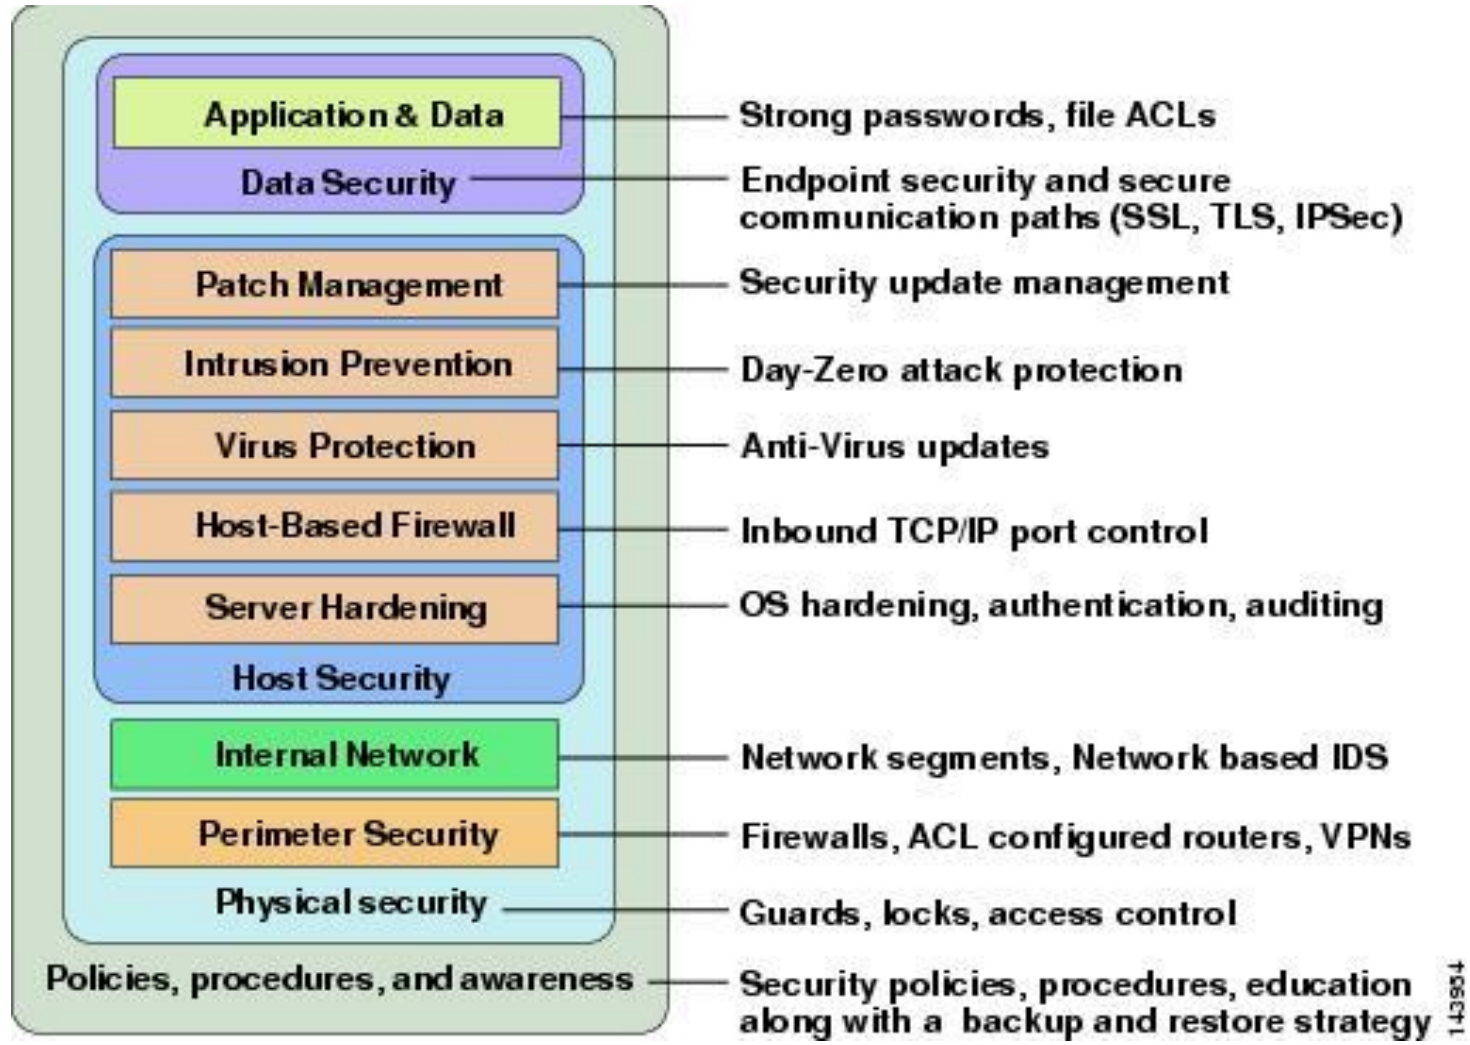 Application & Data
Strong passwords, file ACLs
Data Security
Endpoint security and secure
communication paths (SSL, TLS, IPSec)
Patch Management
Security update management
Intrusion Prevention
Day-Zero attack protection
Virus Protection
Anti-Virus updates
Host-Based Firewall
Inbound TCP/IP port control
Server Hardening
OS hardening, authentication, auditing
Host Security
Internal Network
Network segments, Network based IDS
Perimeter Security
Firewalls, ACL configured routers, VPNs
Physical security
Guards, locks, access control
Policies, procedures, and awareness
Security policies, procedures, education
along with a backup and restore strategy
143954